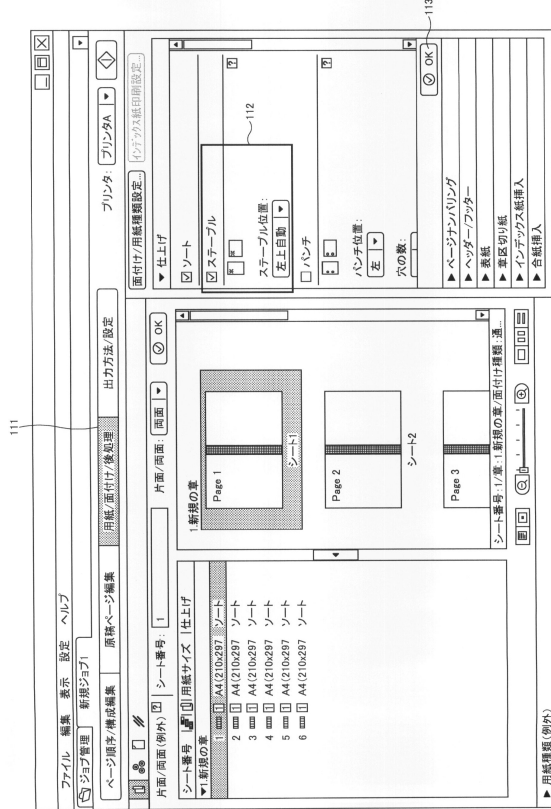 111
ファイル 編集 表示 設定 ヘルプ
ジョブ管理 新規ジョブ1
プリンタ: プリンタA
ページ順序/構成編集 原稿ページ編集 用紙/面付け/後処理 出力方法/設定
片面/両面(例外) ? シート番号: 1 片面/両面: 両面 OK
シート番号 用紙サイズ 仕上げ
▼1.新規の章
1 1 A4(210x297 ソート
2 1 A4(210x297 ソート
3 1 A4(210x297 ソート
4 1 A4(210x297 ソート
5 1 A4(210x297 ソート
6 1 A4(210x297 ソート
▶ 用紙種類(例外)
1.新規の章
Page 1
シート1
Page 2
シート2
Page 3
シート番号:1/章:1:新規の章/面付け種類:通...
面付け/用紙種類設定... インデックス紙印刷設定...
▼ 仕上げ
ソート
ステープル ?
ステープル位置:
左上自動
112
パンチ ?
パンチ位置:
左
穴の数:
OK
113
▶ ページナンバリング
▶ ヘッダー/フッター
▶ 表紙
▶ 章区切り紙
▶ インデックス紙挿入
▶ 合紙挿入